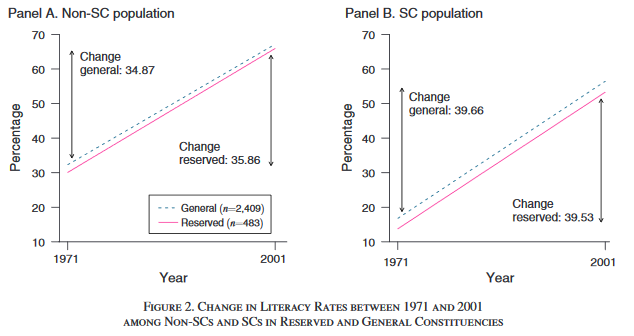 Panel A. Non-SC population
70
60
50
40
30
20
10
Percentage
Change
general: 34.87
Change
reserved: 35.86
General (n=2,409)
Reserved (n=483)
1971
2001
Year
Panel B. SC population
70
60
50
40
30
20
10
Percentage
Change
general: 39.66
Change
reserved: 39.53
1971
2001
Year
FIGURE 2. CHANGE IN LITERACY RATES BETWEEN 1971 AND 2001
AMONG NON-SCS AND SCS IN RESERVED AND GENERAL CONSTITUENCIES